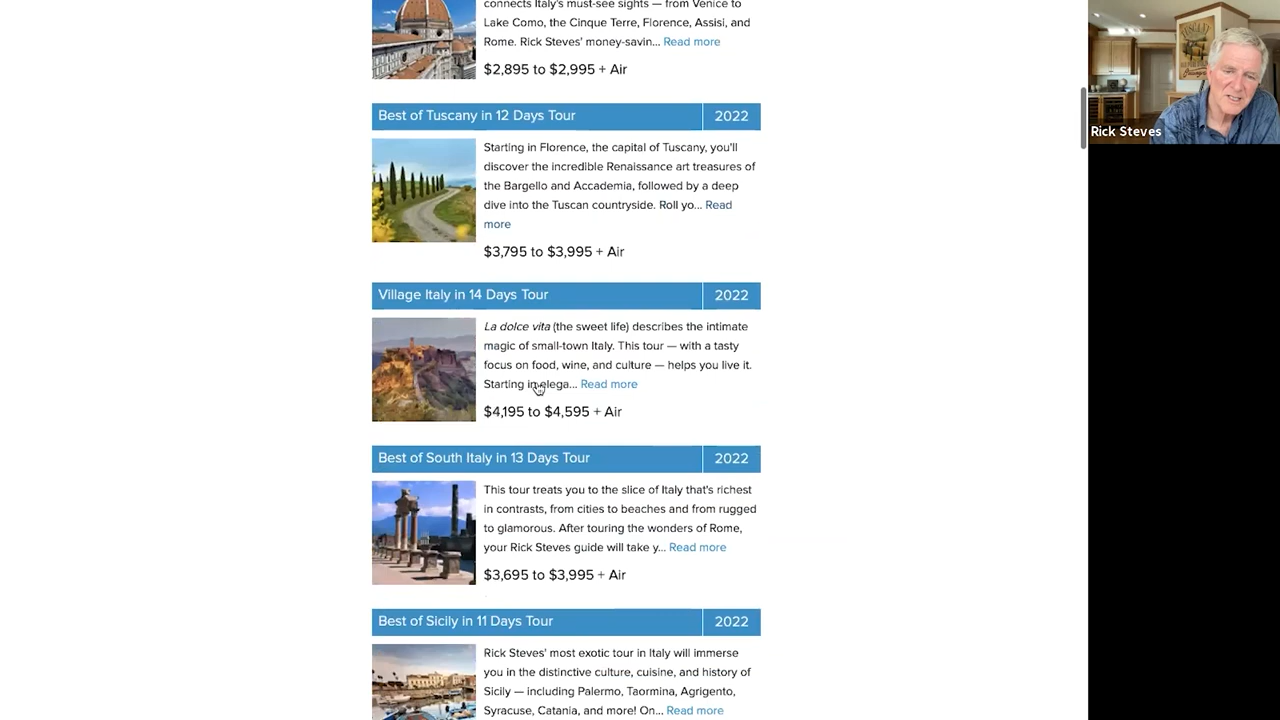 connects Italy's must-see sights — from Venice to
Lake Como, the Cinque Terre, Florence, Assisi, and
Rome. Rick Steves' money-savin... Read more
$2,895 to $2,995 + Air
Best of Tuscany in 12 Days Tour 2022
Starting in Florence, the capital of Tuscany, you'll
discover the incredible Renaissance art treasures of
the Bargello and Accademia, followed by a deep
dive into the Tuscan countryside. Roll yo... Read
more
$3,795 to $3,995 + Air
Village Italy in 14 Days Tour 2022
La dolce vita (the sweet life) describes the intimate
magic of small-town Italy. This tour — with a tasty
focus on food, wine, and culture — helps you live it.
Starting in elega... Read more
$4,195 to $4,595 + Air
Best of South Italy in 13 Days Tour 2022
This tour treats you to the slice of Italy that's richest
in contrasts, from cities to beaches and from rugged
to glamorous. After touring the wonders of Rome,
your Rick Steves guide will take y... Read more
$3,695 to $3,995 + Air
Best of Sicily in 11 Days Tour 2022
Rick Steves' most exotic tour in Italy will immerse
you in the distinctive culture, cuisine, and history of
Sicily — including Palermo, Taormina, Agrigento,
Syracuse, Catania, and more! On... Read more
TUSCANY
Rick Steves